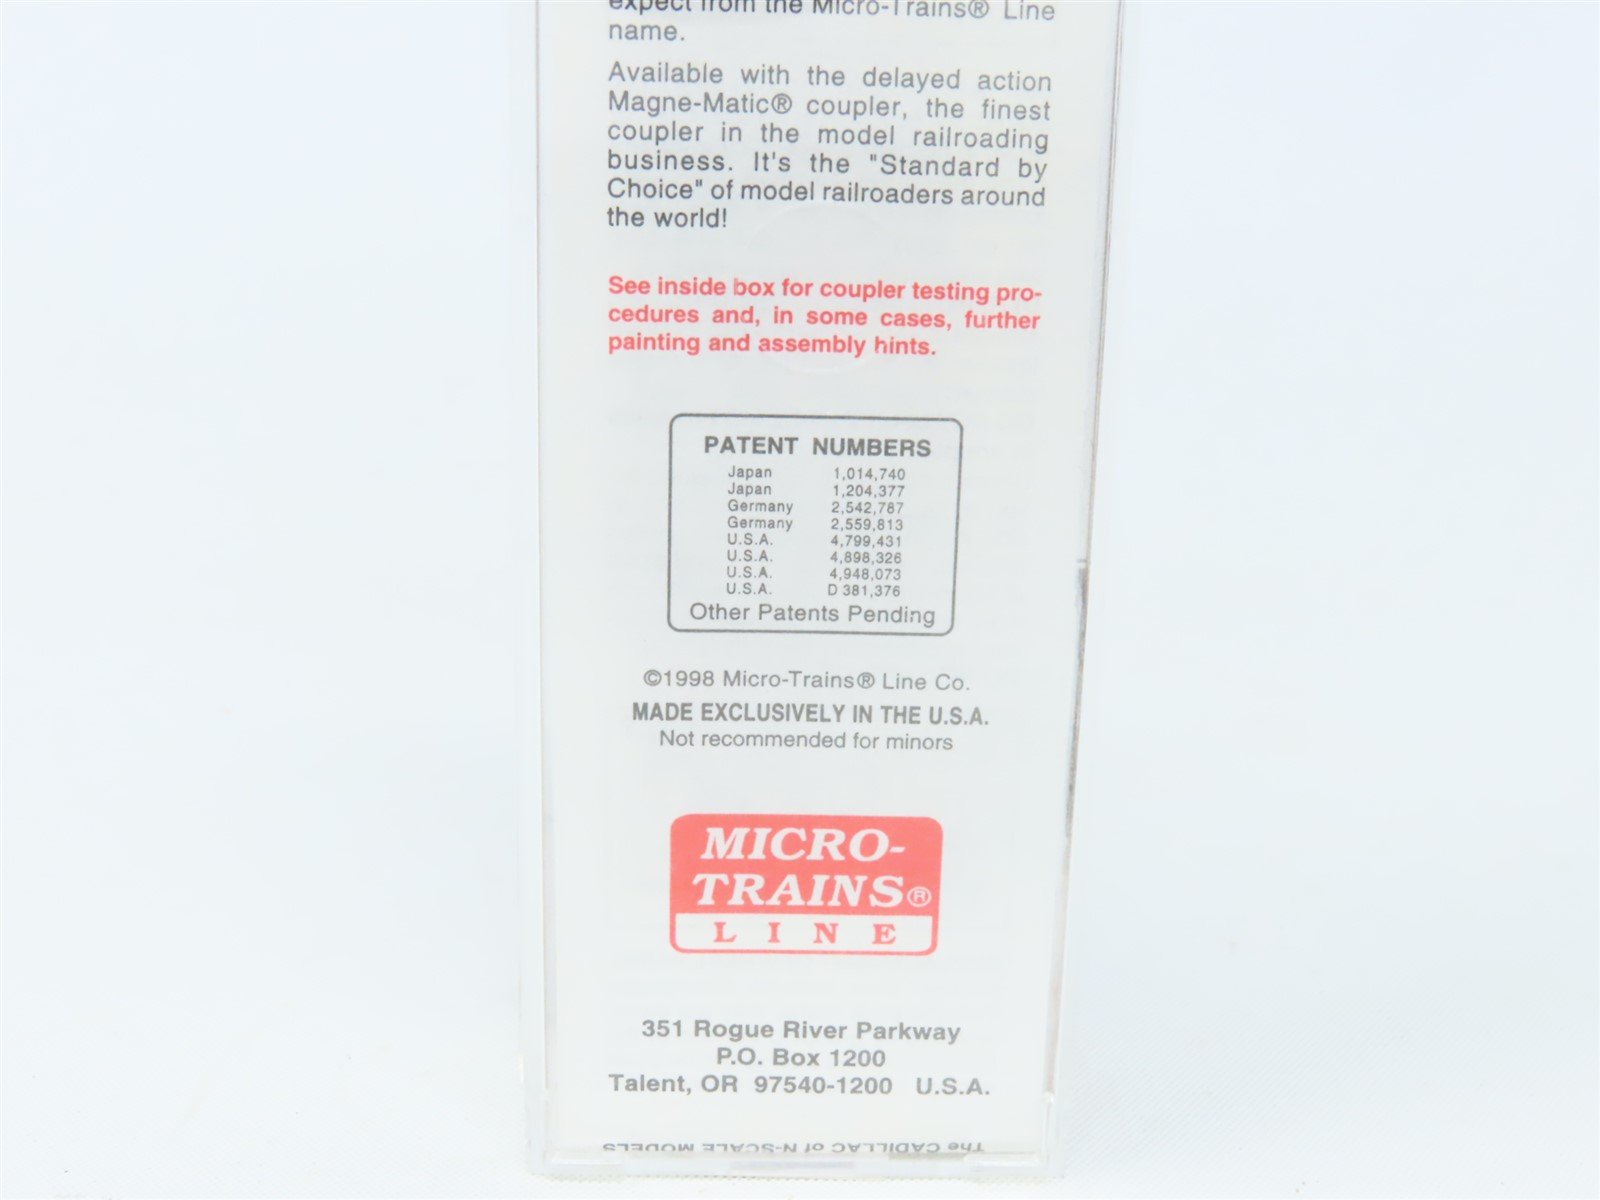 expect from the Micro-Trains® Line
name.
Available with the delayed action
Magne-Matic® coupler, the finest
coupler in the model railroading
business. It's the "Standard by
Choice" of model railroaders around
the world!
See inside box for coupler testing pro-
cedures and, in some cases, further
painting and assembly hints.
PATENT NUMBERS
Japan 1,014,740
Japan 1,204,377
Germany 2,542,787
Germany 2,559,813
U.S.A. 4,799,431
U.S.A. 4,898,326
U.S.A. 4,948,073
U.S.A. D 381,376
Other Patents Pending
©1998 Micro-Trains® Line Co.
MADE EXCLUSIVELY IN THE U.S.A.
Not recommended for minors
MICRO-
TRAINS®
LINE
351 Rogue River Parkway
P.O. Box 1200
Talent, OR 97540-1200 U.S.A.
The CADILLAC of N-SCALE MODELS